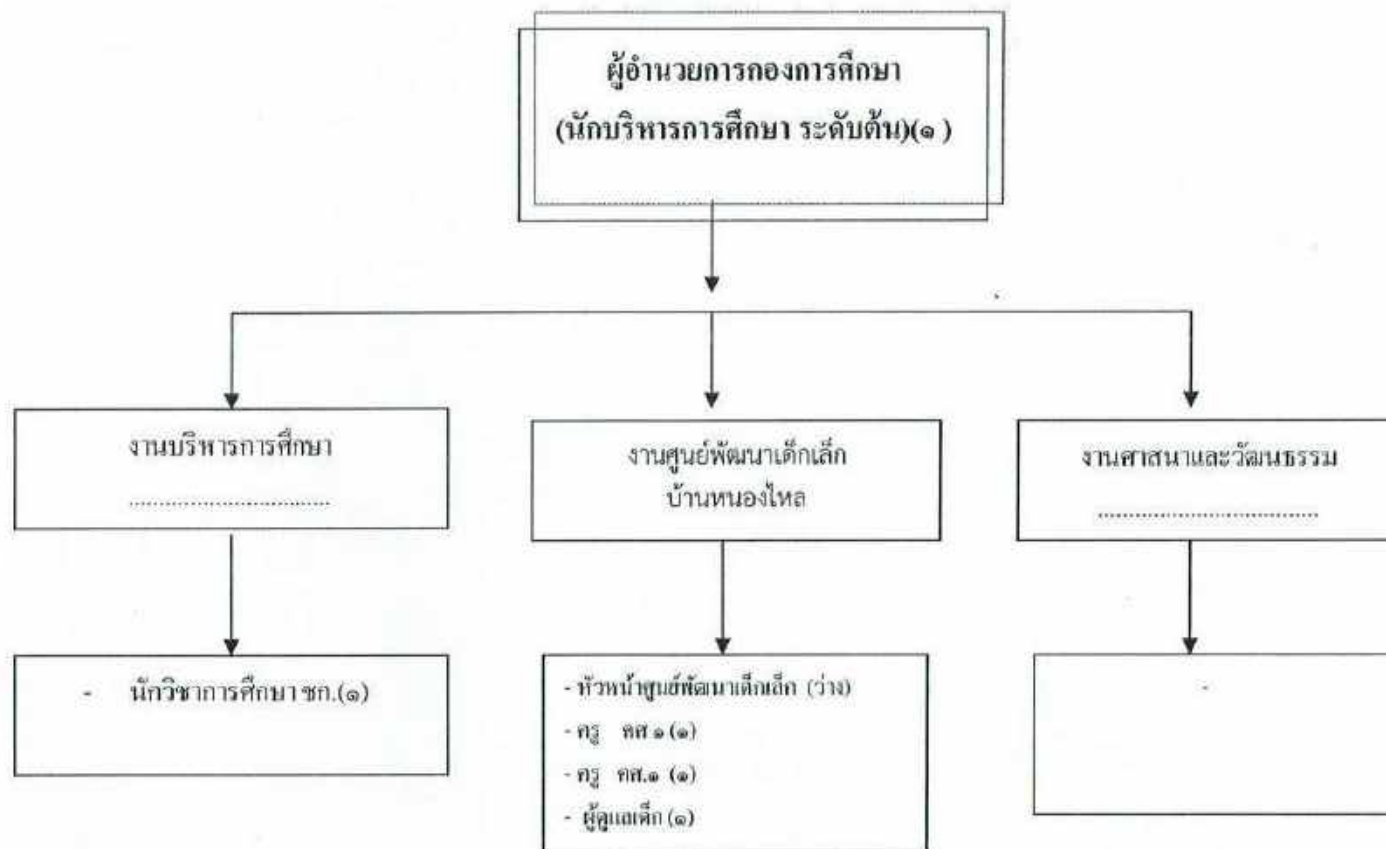 ผู้อำนวยการกองการศึกษา
(นักบริหารการศึกษา ระดับต้น)(๑ )
งานบริหารการศึกษา
.................................
งานศูนย์พัฒนาเด็กเล็ก
บ้านหนองไหล
งานศาสนาและวัฒนธรรม
.....................................
- นักวิชาการศึกษา ชก.(๑)
- หัวหน้าศูนย์พัฒนาเด็กเล็ก (ว่าง)
- ครู คศ ๑ (๑)
- ครู คศ.๑ (๑)
- ผู้ดูแลเด็ก (๑)
-